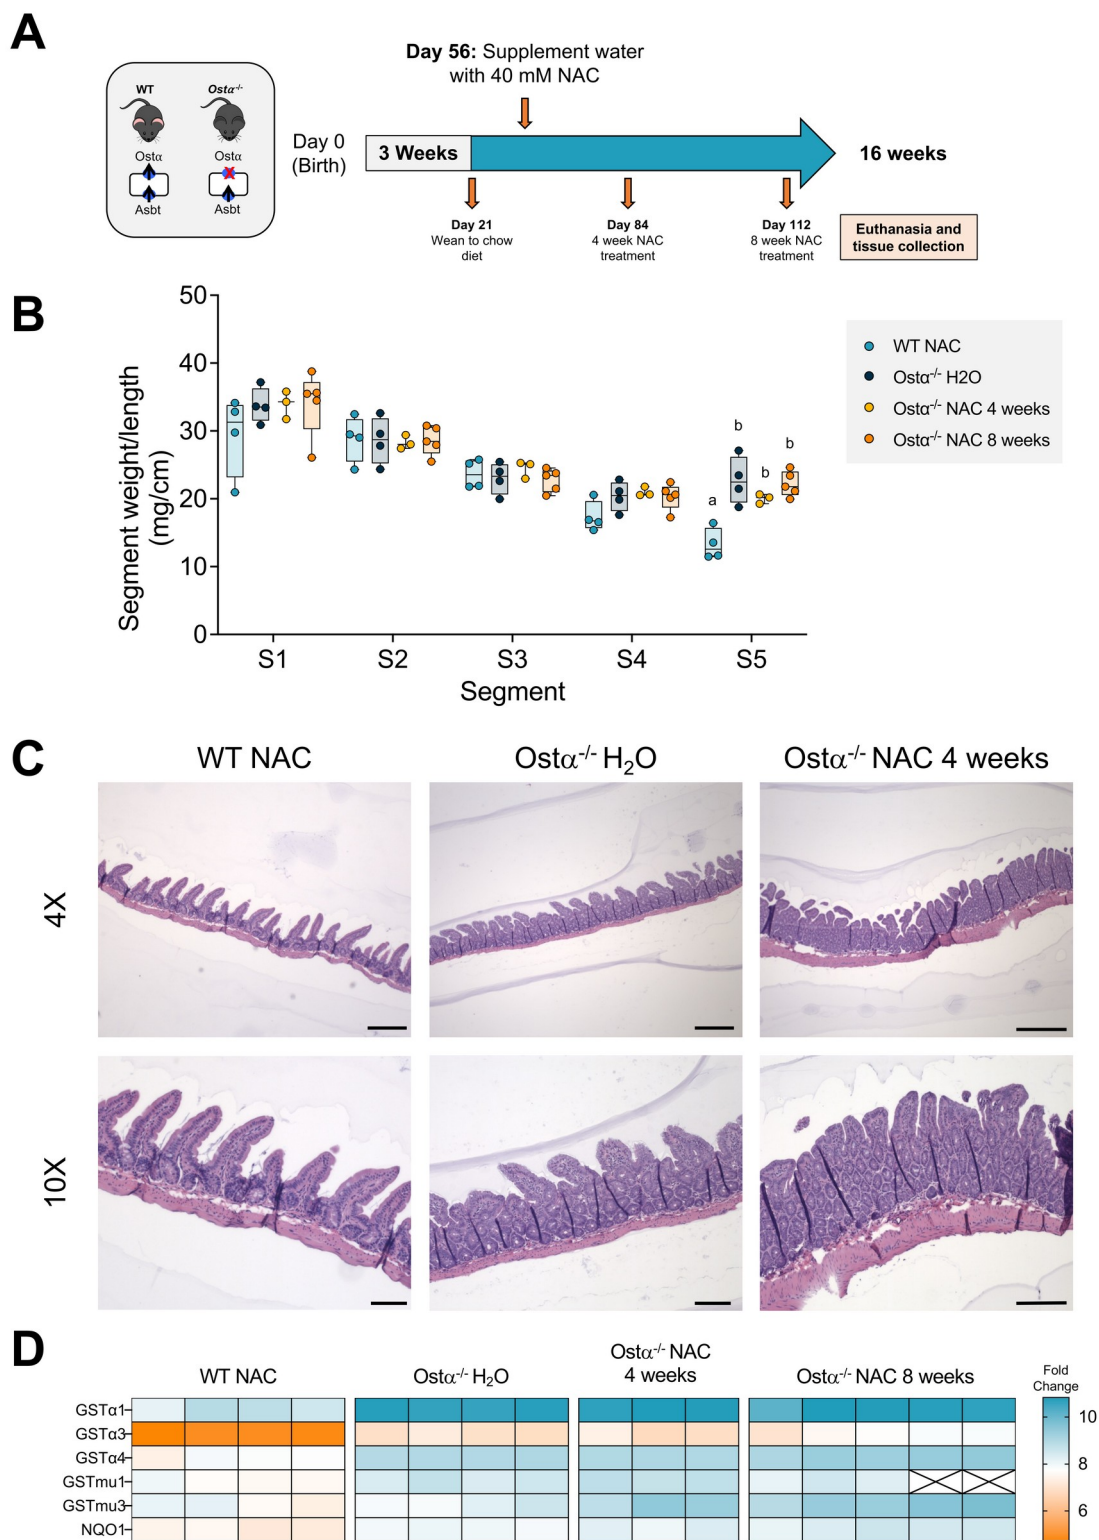 A
Day 56: Supplement water
with 40 mM NAC
WT
Ostα-/-
Ostα
Ostα
Asbt
Asbt
Day 0
(Birth)
3 Weeks
16 weeks
Day 21
Wean to chow
diet
Day 84
4 week NAC
treatment
Day 112
8 week NAC
treatment
Euthanasia and
tissue collection
B
Segment weight/length
(mg/cm)
50
40
30
20
10
0
a
b
b
b
S1
S2
S3
S4
S5
Segment
WT NAC
Ostα-/- H2O
Ostα-/- NAC 4 weeks
Ostα-/- NAC 8 weeks
C
WT NAC
Ostα-/- H2O
Ostα-/- NAC 4 weeks
4X
10X
D
WT NAC
Ostα-/- H2O
Ostα-/- NAC
4 weeks
Ostα-/- NAC 8 weeks
Fold
Change
GSTα1
GSTα3
GSTα4
GSTmu1
GSTmu3
NQO1
10
8
6